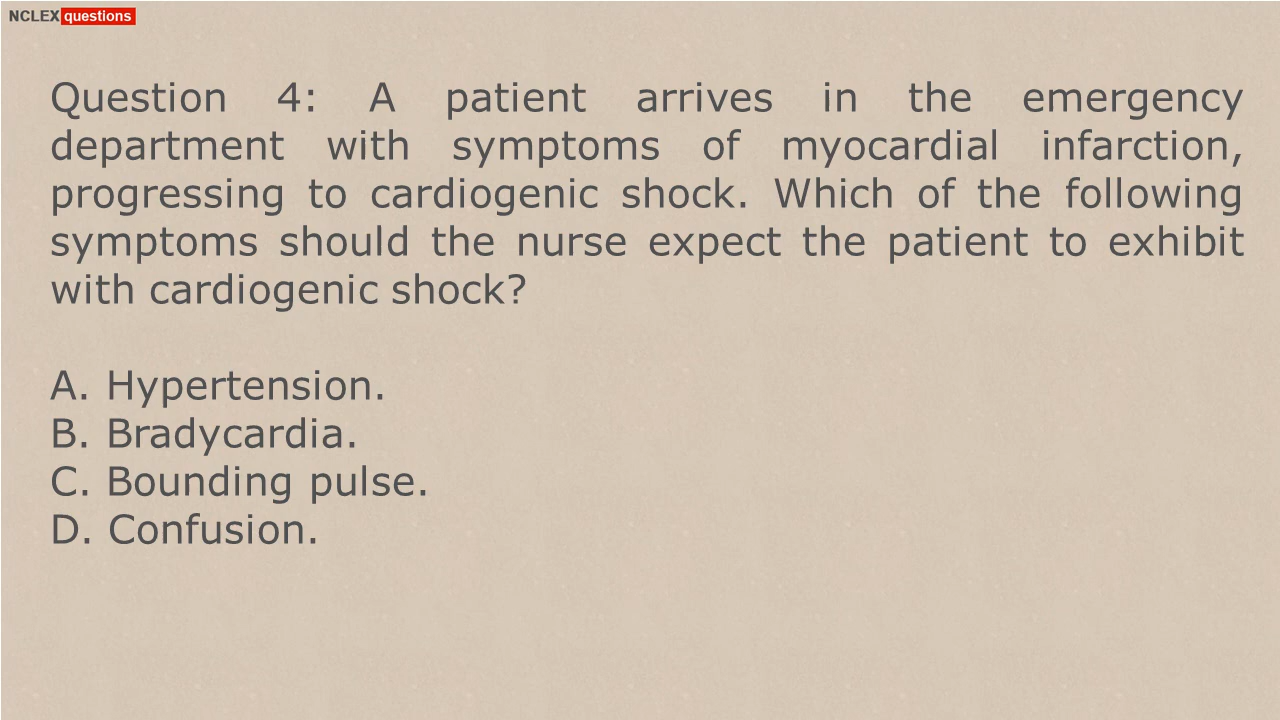 NCLEX questions
Question 4: A patient arrives in the emergency
department with symptoms of myocardial infarction,
progressing to cardiogenic shock. Which of the following
symptoms should the nurse expect the patient to exhibit
with cardiogenic shock?
A. Hypertension.
B. Bradycardia.
C. Bounding pulse.
D. Confusion.